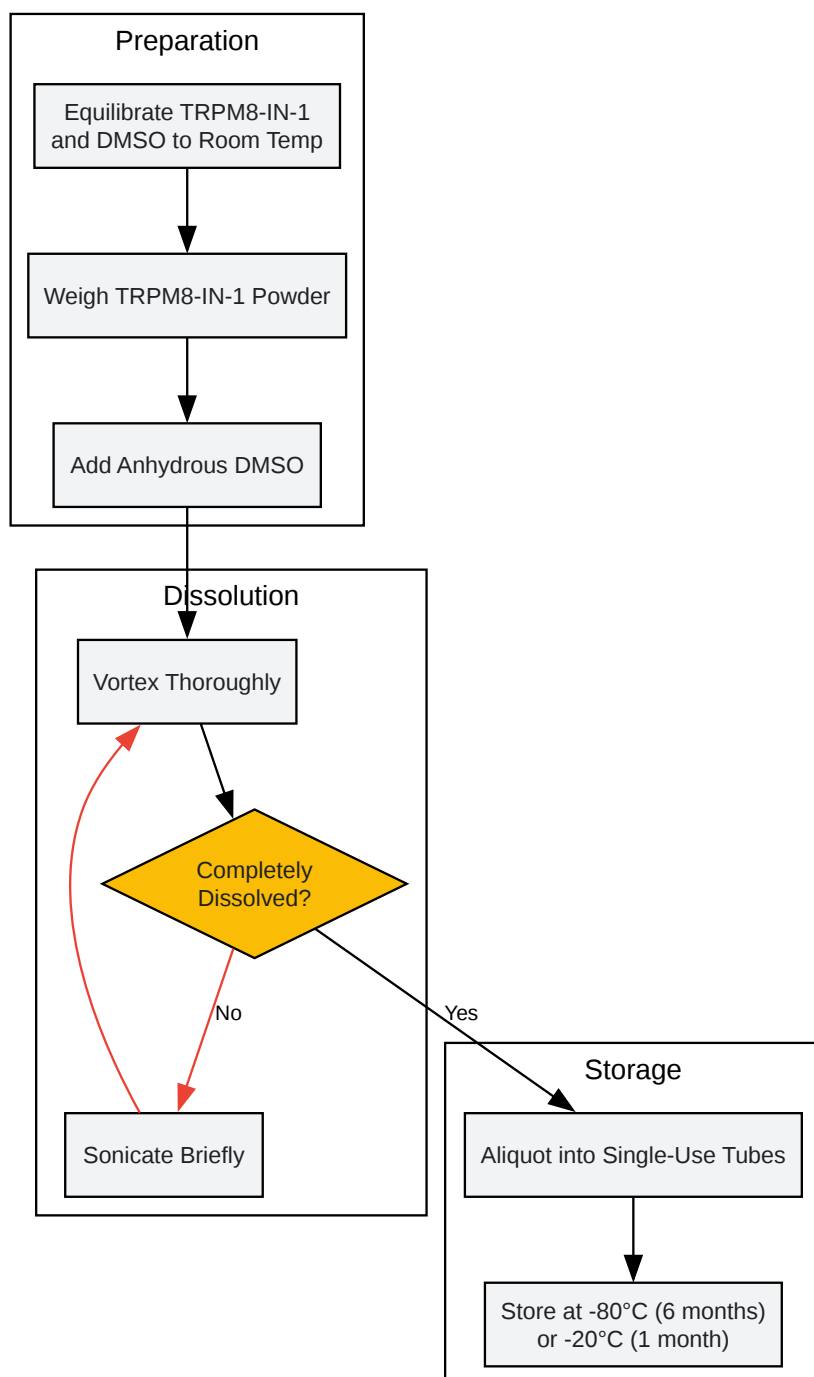 Preparation
Equilibrate TRPM8-IN-1
and DMSO to Room Temp
Weigh TRPM8-IN-1 Powder
Add Anhydrous DMSO
Dissolution
Vortex Thoroughly
Completely
Dissolved?
No
Yes
Sonicate Briefly
Storage
Aliquot into Single-Use Tubes
Store at -80°C (6 months)
or -20°C (1 month)